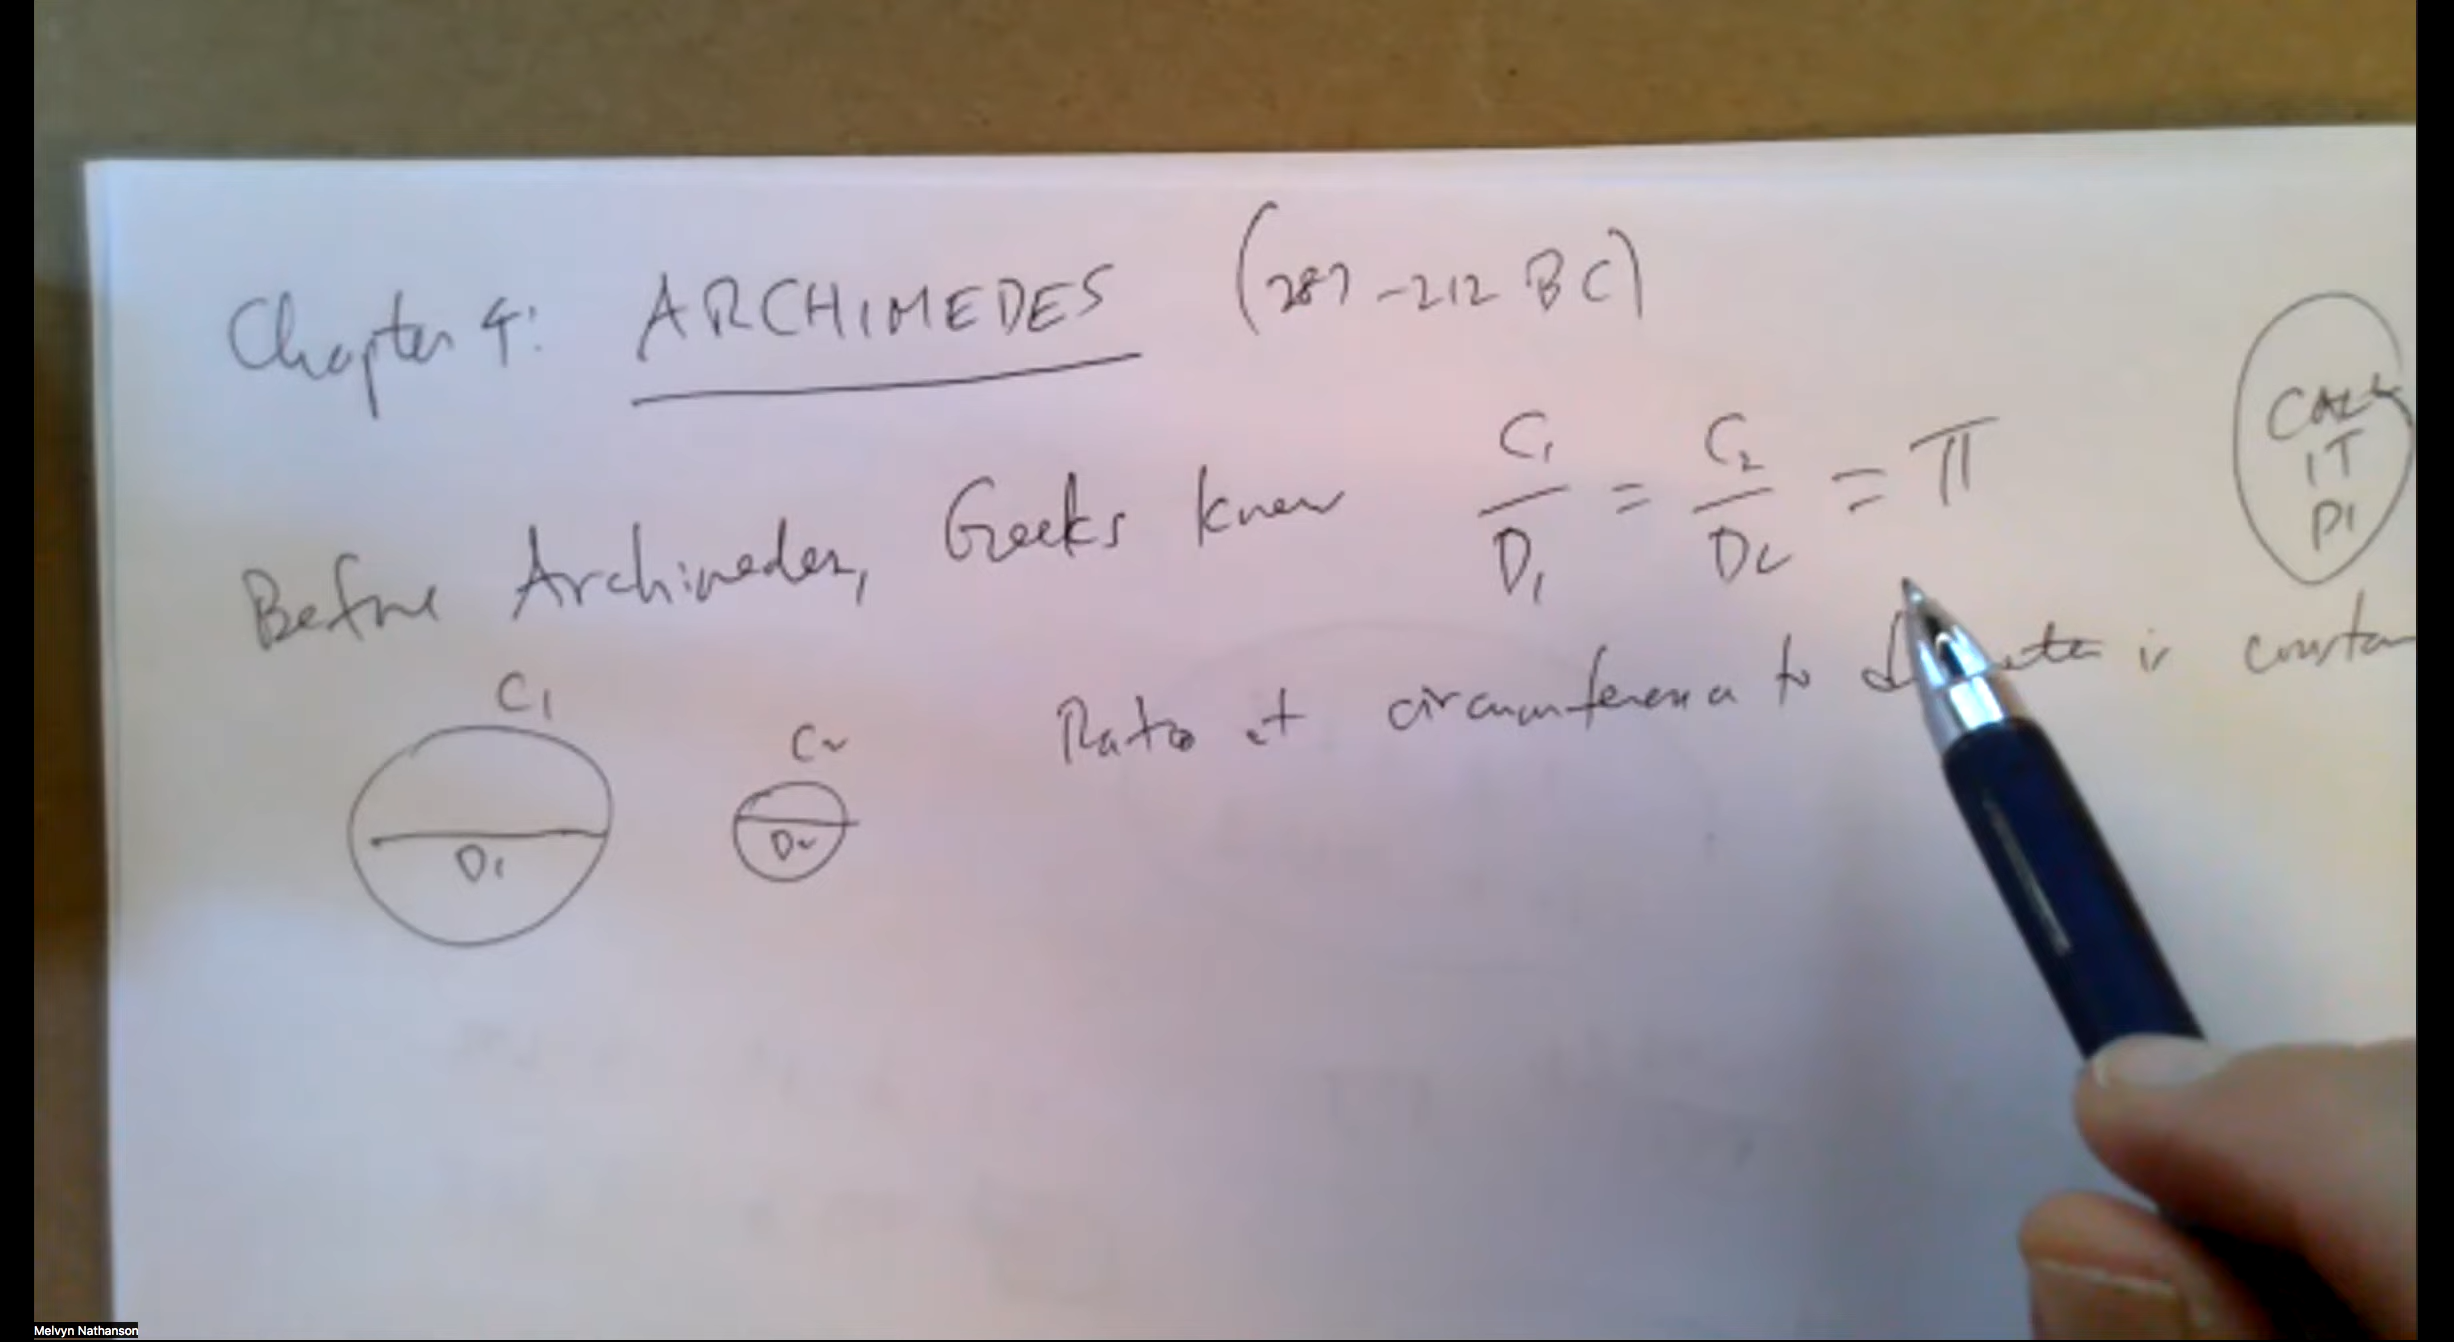 Chapter 4: ARCHIMEDES (287-212 BC)
Before Archimedes, Greeks knew C₁/D₁ = C₂/D₂ = π
CALL
IT
PI
Ratio of circumference to is constan
C₁
C₂
D₁
D₂
Melvyn Nathanson